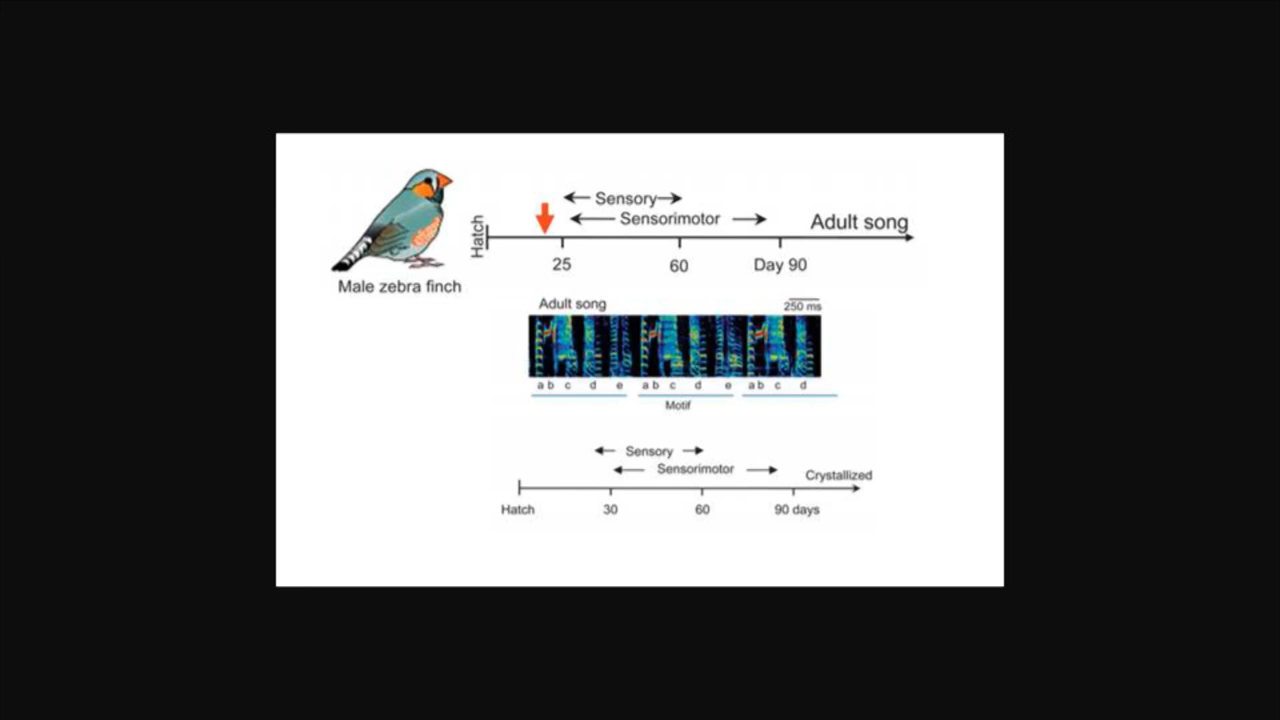 Sensory
Sensorimotor
Adult song
Hatch
25 60 Day 90
Male zebra finch
Adult song 250 ms
a b c d e a b c d e a b c d
Motif
Sensory
Sensorimotor
Crystallized
Hatch 30 60 90 days